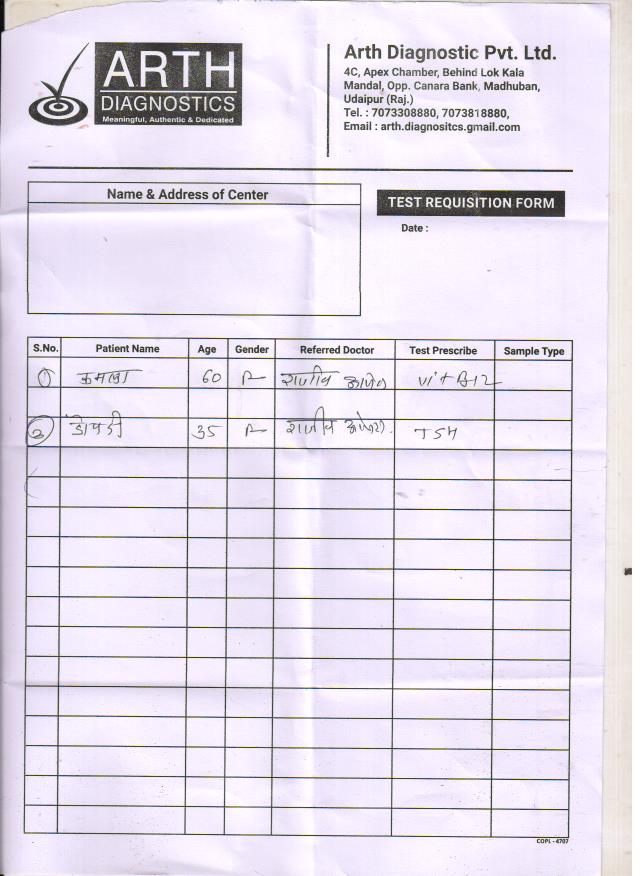 ARTH
DIAGNOSTICS
Meaningful, Authentic & Dedicated
Arth Diagnostic Pvt. Ltd.
4C, Apex Chamber, Behind Lok Kala
Mandal, Opp. Canara Bank, Madhuban,
Udaipur (Raj.)
Tel. : 7073308880, 7073818880,
Email : arth.diagnositcs.gmail.com
Name & Address of Center
TEST REQUISITION FORM
Date :
S.No. Patient Name Age Gender Referred Doctor Test Prescribe Sample Type
1 कमला 60 राजीव Vit B12
2 35 राजीव TSH
COPL - 4707